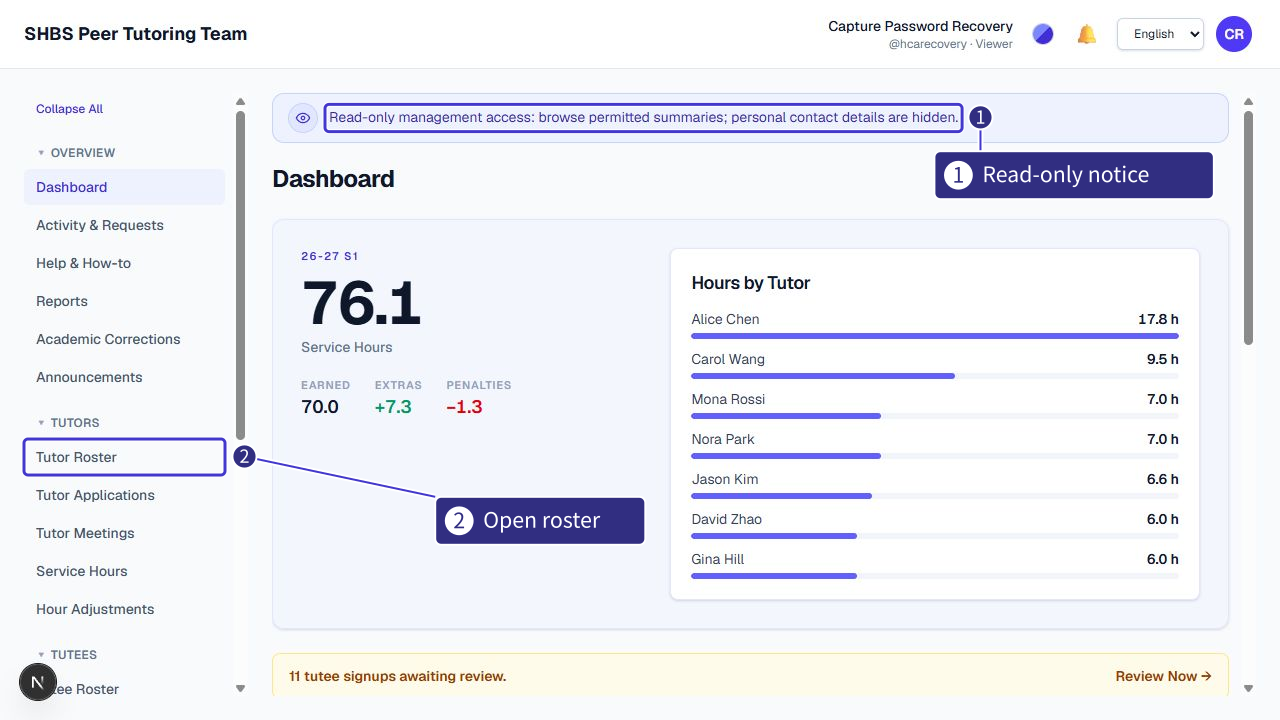 SHBS Peer Tutoring Team
Capture Password Recovery
@hcarecovery · Viewer
English
CR
Collapse All
OVERVIEW
Dashboard
Activity & Requests
Help & How-to
Reports
Academic Corrections
Announcements
TUTORS
Tutor Roster
2
Tutor Applications
Tutor Meetings
Service Hours
Hour Adjustments
TUTEES
ee Roster
N
Read-only management access: browse permitted summaries; personal contact details are hidden.
1
1 Read-only notice
Dashboard
26-27 S1
76.1
Service Hours
EARNED EXTRAS PENALTIES
70.0 +7.3 −1.3
2 Open roster
Hours by Tutor
Alice Chen 17.8 h
Carol Wang 9.5 h
Mona Rossi 7.0 h
Nora Park 7.0 h
Jason Kim 6.6 h
David Zhao 6.0 h
Gina Hill 6.0 h
11 tutee signups awaiting review.
Review Now →